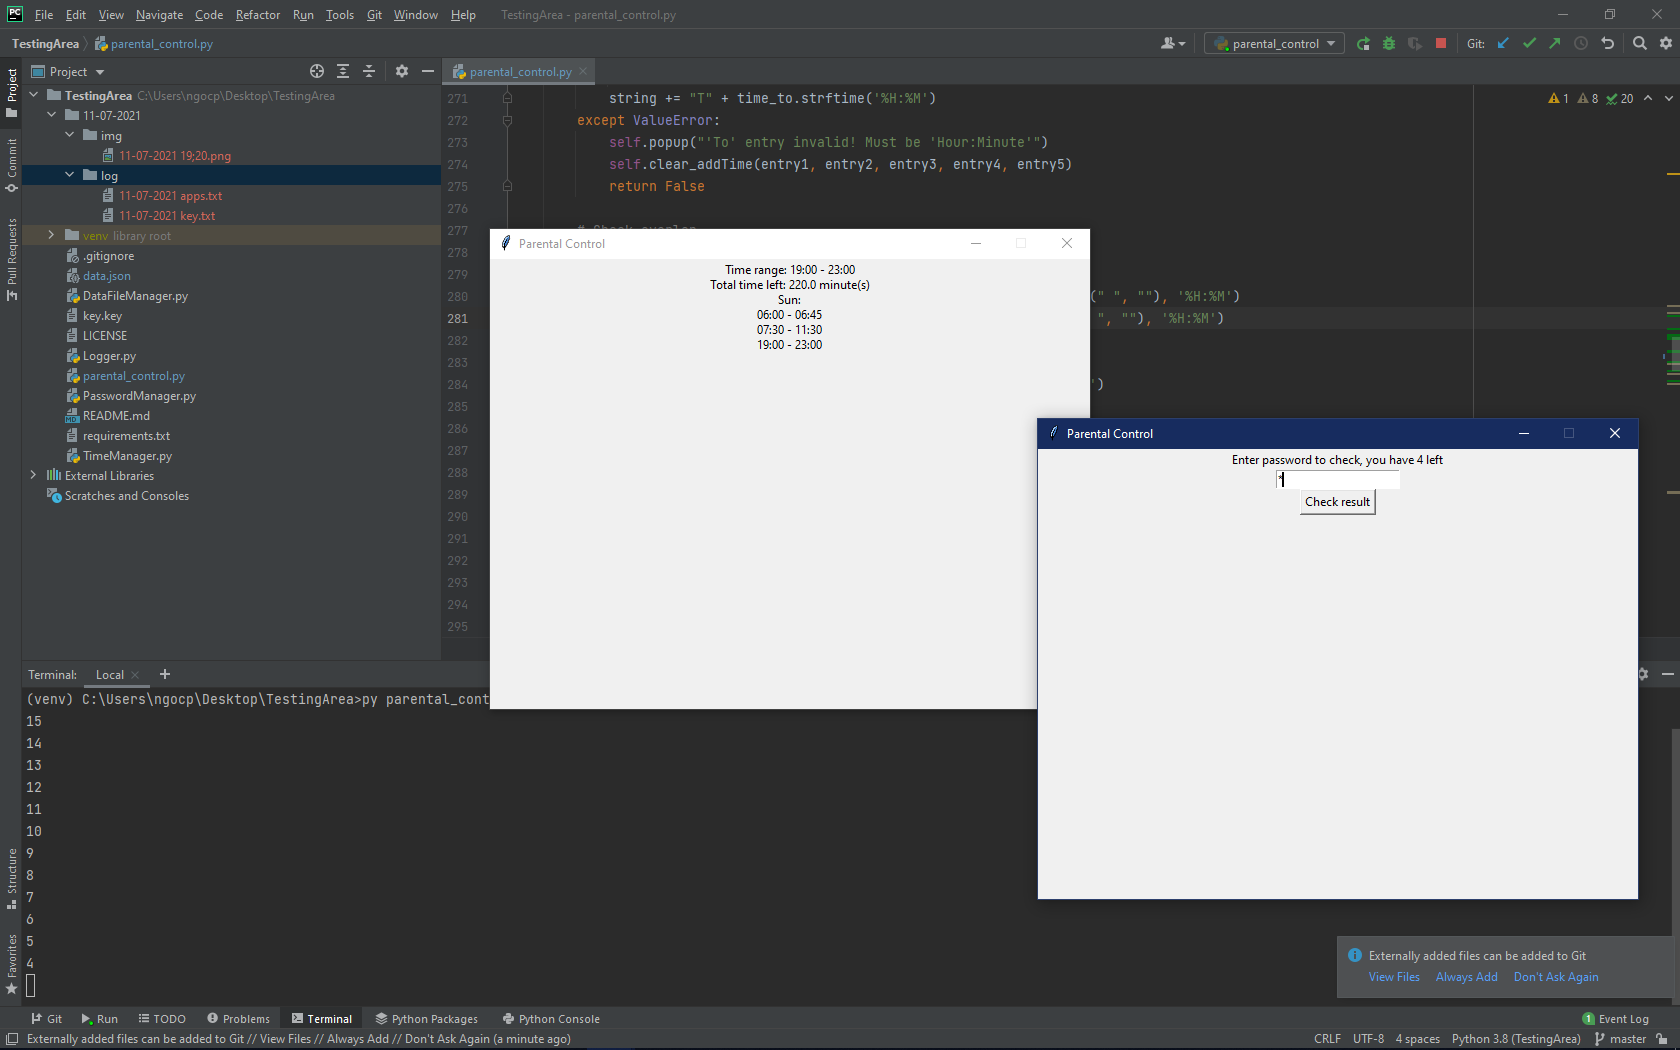 PC File Edit View Navigate Code Refactor Run Tools Git Window Help TestingArea - parental_control.py
TestingArea parental_control.py
parental_control Git:
Project
parental_control.py
TestingArea C:\Users\ngocp\Desktop\TestingArea
11-07-2021
img
11-07-2021 19;20.png
log
11-07-2021 apps.txt
11-07-2021 key.txt
venv library root
.gitignore
data.json
DataFileManager.py
key.key
LICENSE
Logger.py
parental_control.py
PasswordManager.py
README.md
requirements.txt
TimeManager.py
External Libraries
Scratches and Consoles
Project
Commit
Pull Requests
Structure
Favorites
1 8 20
271 string += "T" + time_to.strftime('%H:%M')
272 except ValueError:
273 self.popup("'To' entry invalid! Must be 'Hour:Minute'")
274 self.clear_addTime(entry1, entry2, entry3, entry4, entry5)
275 return False
276
277
278
279
280 (" ", ""), '%H:%M')
281 ", ""), '%H:%M')
282
283
284 ')
285
286
287
288
289
290
291
292
293
294
295
Parental Control
Time range: 19:00 - 23:00
Total time left: 220.0 minute(s)
Sun:
06:00 - 06:45
07:30 - 11:30
19:00 - 23:00
Parental Control
Enter password to check, you have 4 left
*
Check result
Terminal: Local
(venv) C:\Users\ngocp\Desktop\TestingArea>py parental_cont
15
14
13
12
11
10
9
8
7
6
5
4
Externally added files can be added to Git
View Files Always Add Don't Ask Again
Git Run TODO Problems Terminal Python Packages Python Console 1 Event Log
Externally added files can be added to Git // View Files // Always Add // Don't Ask Again (a minute ago) CRLF UTF-8 4 spaces Python 3.8 (TestingArea) master